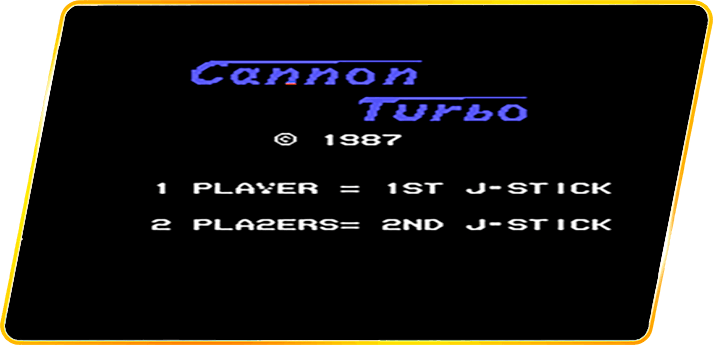 Cannon
Turbo
© 1987
1 PLAYER = 1ST J-STICK
2 PLA2ERS= 2ND J-STICK